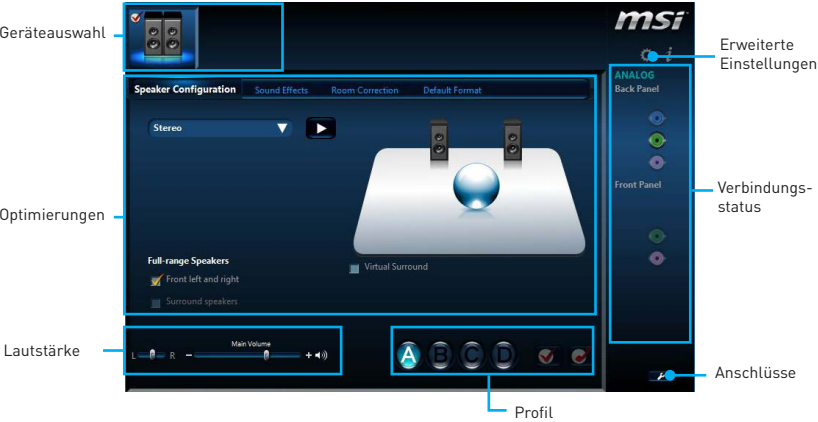 Geräteauswahl
msi
i
Erweiterte
Einstellungen
ANALOG
Back Panel
Speaker Configuration Sound Effects Room Correction Default Format
Stereo
Front Panel
Verbindungs-
status
Optimierungen
Full-range Speakers
Virtual Surround
Front left and right
Surround speakers
Lautstärke
Main Volume
L R - +
A B C D
Anschlüsse
Profil